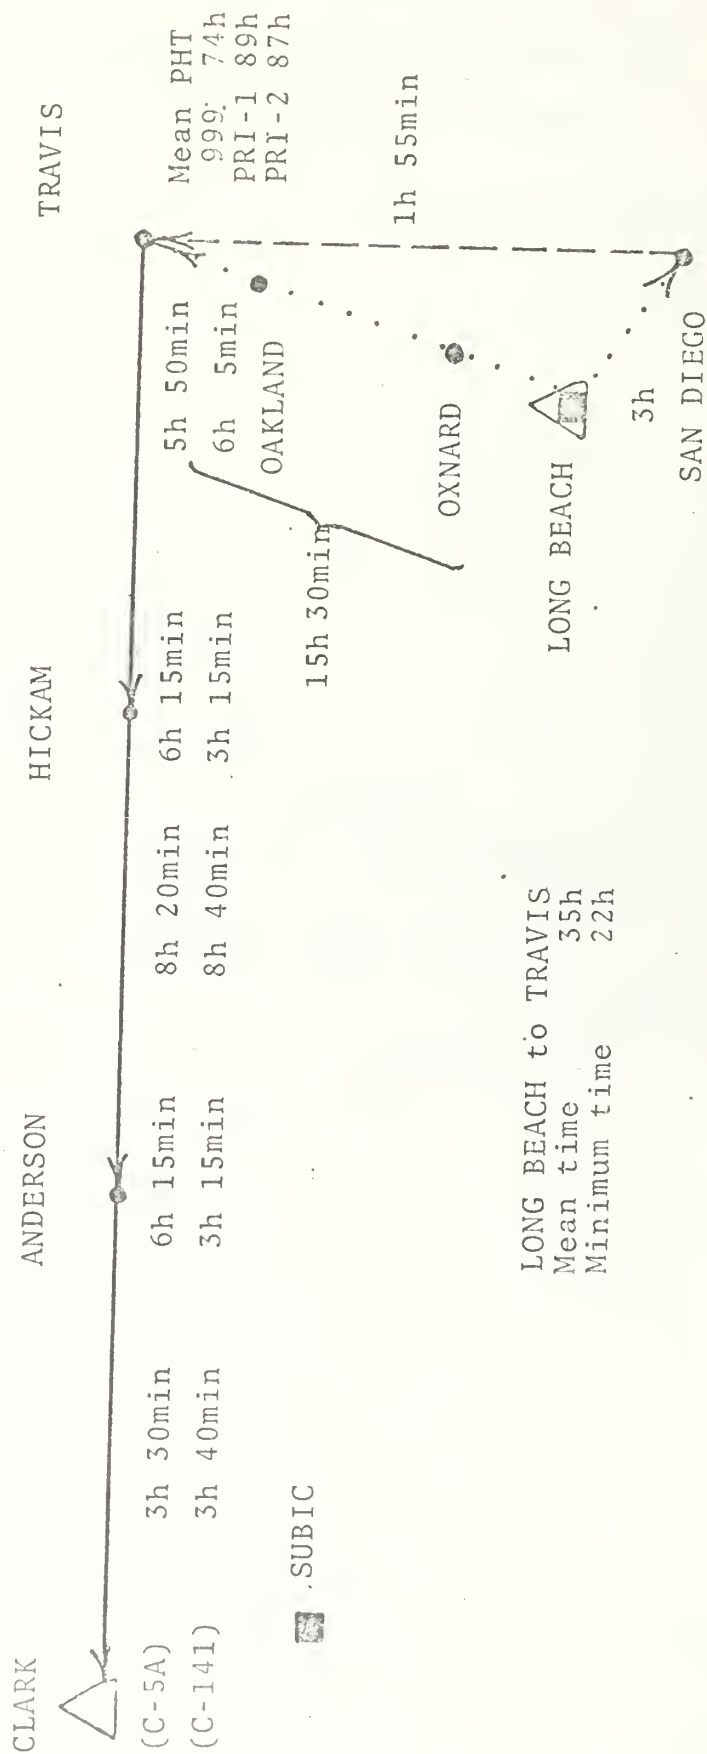 CLARK
ANDERSON
HICKAM
TRAVIS
(C-5A) 3h 30min 6h 15min 8h 20min 6h 15min 5h 50min
(C-141) 3h 40min 3h 15min 8h 40min 3h 15min 6h 5min
Mean PHT
999: 74h
PRI-1 89h
PRI-2 87h
.SUBIC
15h 30min
OAKLAND
1h 55min
OXNARD
LONG BEACH
3h
SAN DIEGO
LONG BEACH to TRAVIS
Mean time 35h
Minimum time 22h